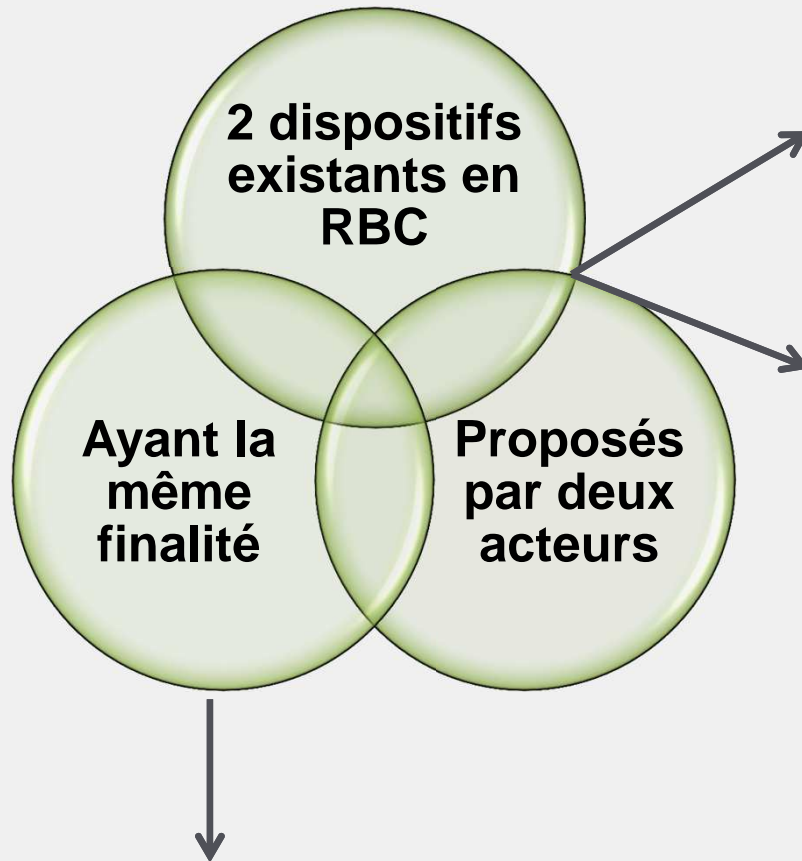 2 dispositifs
existants en
RBC
Ayant la
même
finalité
Proposés
par deux
acteurs